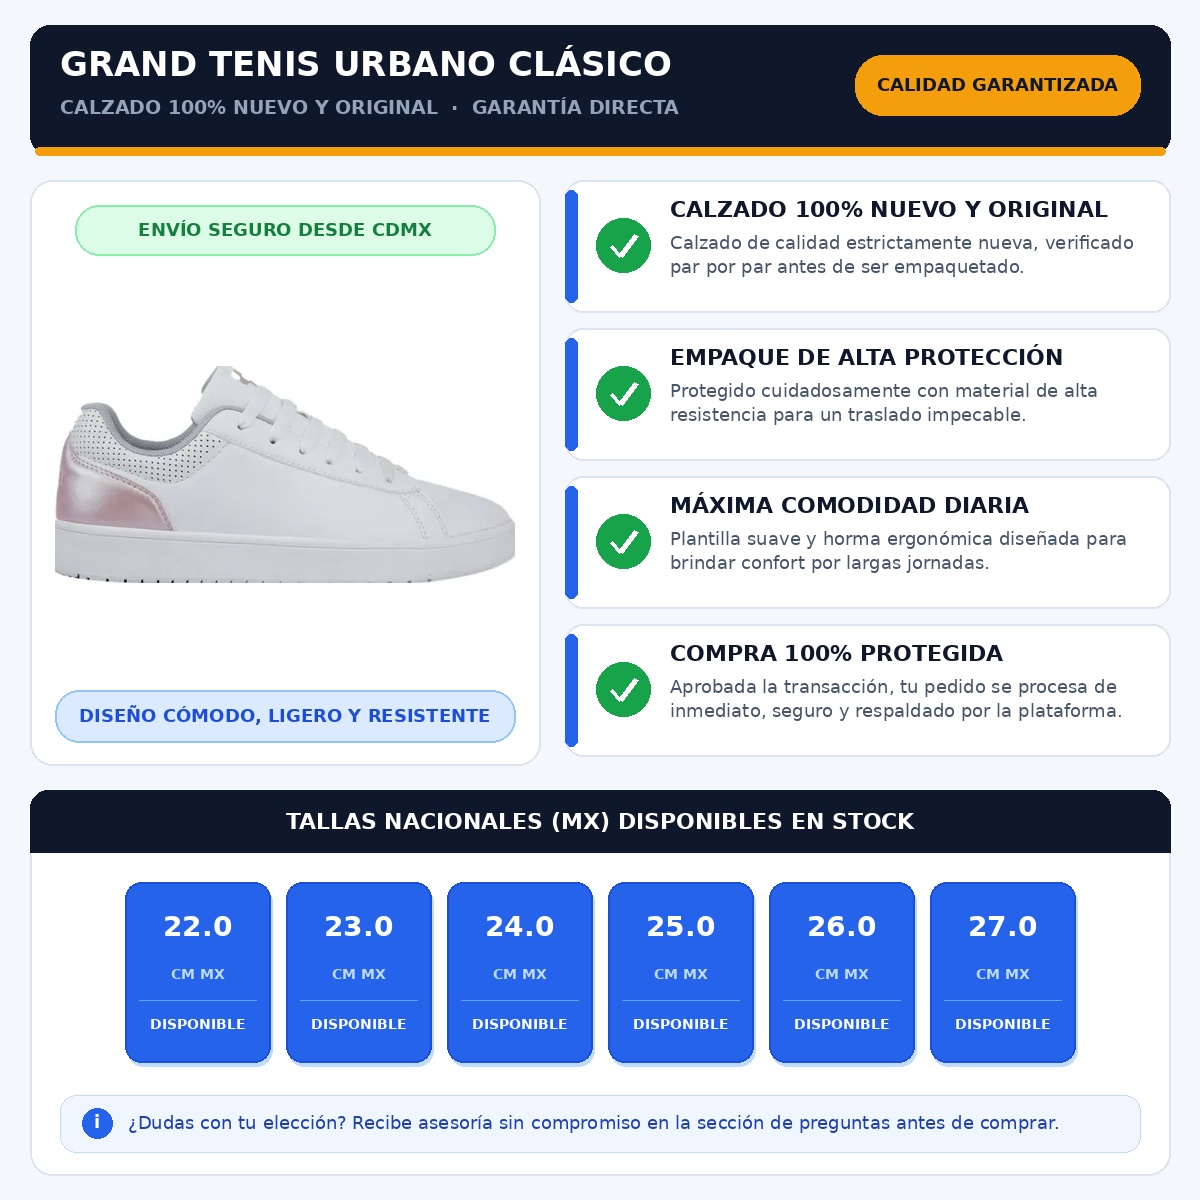 GRAND TENIS URBANO CLÁSICO
CALZADO 100% NUEVO Y ORIGINAL · GARANTÍA DIRECTA
CALIDAD GARANTIZADA
ENVÍO SEGURO DESDE CDMX
DISEÑO CÓMODO, LIGERO Y RESISTENTE
CALZADO 100% NUEVO Y ORIGINAL
Calzado de calidad estrictamente nueva, verificado
par por par antes de ser empaquetado.
EMPAQUE DE ALTA PROTECCIÓN
Protegido cuidadosamente con material de alta
resistencia para un traslado impecable.
MÁXIMA COMODIDAD DIARIA
Plantilla suave y horma ergonómica diseñada para
brindar confort por largas jornadas.
COMPRA 100% PROTEGIDA
Aprobada la transacción, tu pedido se procesa de
inmediato, seguro y respaldado por la plataforma.
TALLAS NACIONALES (MX) DISPONIBLES EN STOCK
22.0
CM MX
DISPONIBLE
23.0
CM MX
DISPONIBLE
24.0
CM MX
DISPONIBLE
25.0
CM MX
DISPONIBLE
26.0
CM MX
DISPONIBLE
27.0
CM MX
DISPONIBLE
i ¿Dudas con tu elección? Recibe asesoría sin compromiso en la sección de preguntas antes de comprar.